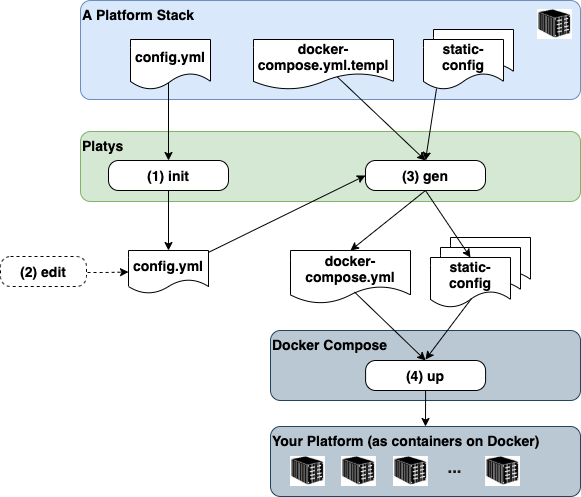 A Platform Stack
config.yml
docker-
compose.yml.templ
static-
config
Platys
(1) init
(3) gen
(2) edit
config.yml
docker-
compose.yml
static-
config
Docker Compose
(4) up
Your Platform (as containers on Docker)
...